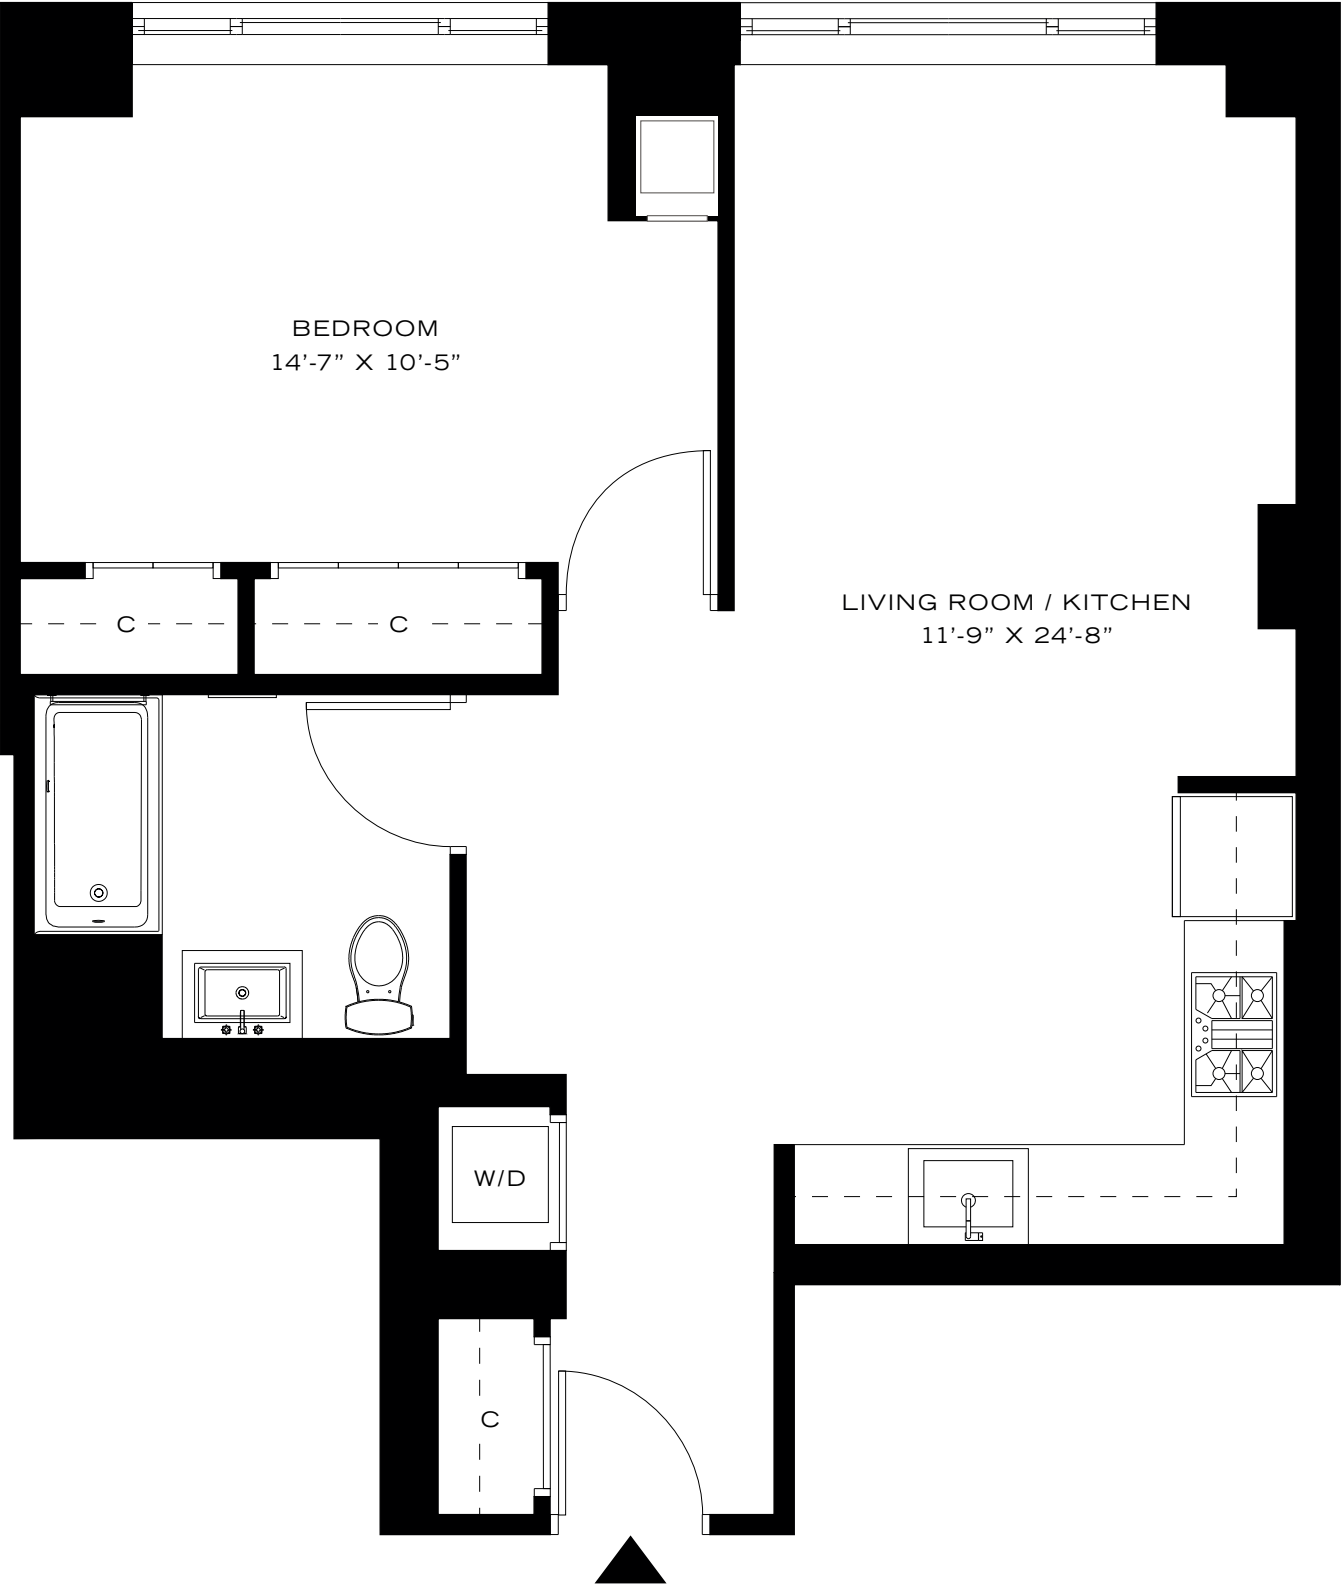 BEDROOM
14'-7” X 10'-5”
LIVING ROOM / KITCHEN
11'-9” X 24'-8”
C
C
W/D
C